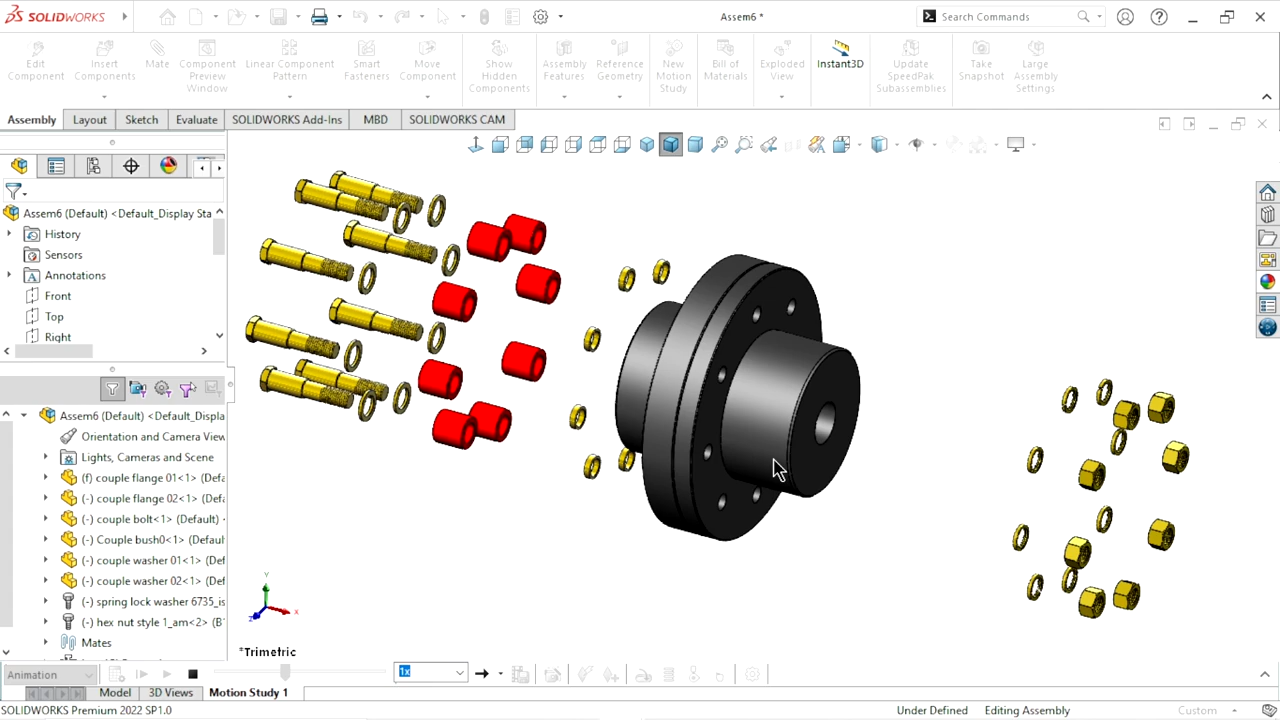 SOLIDWORKS
Assem6 *
Search Commands
Edit Component
Insert Components
Mate
Component Preview Window
Linear Component Pattern
Smart Fasteners
Move Component
Show Hidden Components
Assembly Features
Reference Geometry
New Motion Study
Bill of Materials
Exploded View
Instant3D
Update SpeedPak Subassemblies
Take Snapshot
Large Assembly Settings
Assembly
Layout
Sketch
Evaluate
SOLIDWORKS Add-Ins
MBD
SOLIDWORKS CAM
Assem6 (Default) <Default_Display Sta
History
Sensors
Annotations
Front
Top
Right
Assem6 (Default) <Default_Displa
Orientation and Camera View
Lights, Cameras and Scene
(f) couple flange 01<1> (Defa
(-) couple flange 02<1> (Defa
(-) couple bolt<1> (Default)
(-) Couple bush0<1> (Default
(-) couple washer 01<1> (Def
(-) couple washer 02<1> (Def
(-) spring lock washer 6735_is
(-) hex nut style 1_am<2> (B
Mates
Y
X
Z
*Trimetric
Animation
1x
Model
3D Views
Motion Study 1
SOLIDWORKS Premium 2022 SP1.0
Under Defined
Editing Assembly
Custom